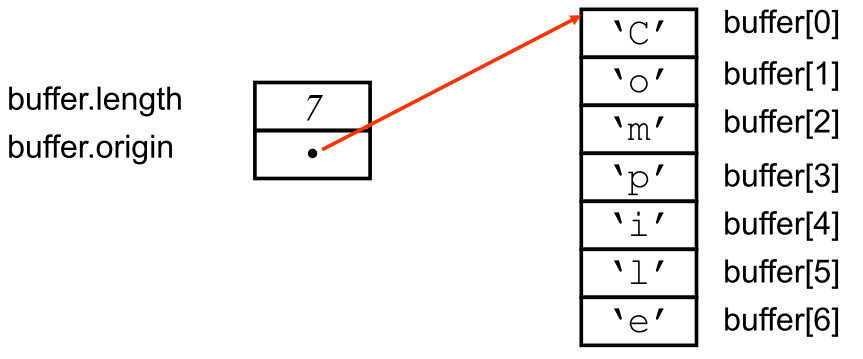 buffer.length 7
buffer.origin •
‘C’ buffer[0]
‘o’ buffer[1]
‘m’ buffer[2]
‘p’ buffer[3]
‘i’ buffer[4]
‘l’ buffer[5]
‘e’ buffer[6]